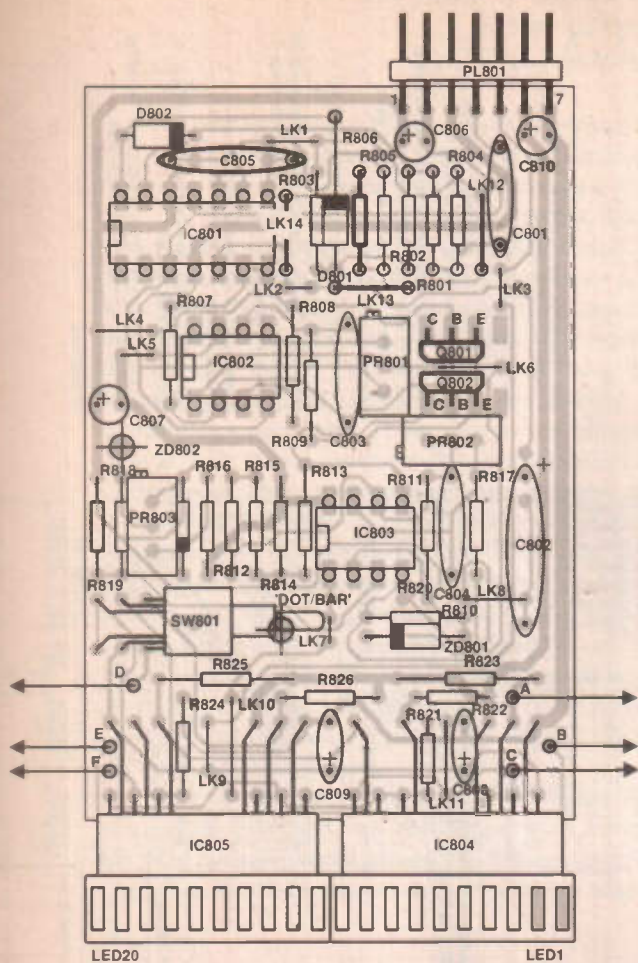 PL801
1 7
D802
LK1
R806
C806
C810
C805
R805
R804
R803
LK12
IC801
LK14
C801
R802
D801
LK2
LK13
R801
LK3
R807
R808
LK4
C B E
LK5
IC802
PR801
Q801
LK6
Q802
C B E
C807
R809
C803
PR802
ZD802
R818
R816
R815
R813
R811
R817
PR803
IC803
C802
R819
R812
R814
R820
C804
LK8
'DOT/BAR'
R810
SW801
LK7
ZD801
R825
R823
D
R826
A
R824
LK10
R822
R821
E
B
F
C
LK9
C809
C808
LK11
IC805
IC804
LED20
LED1